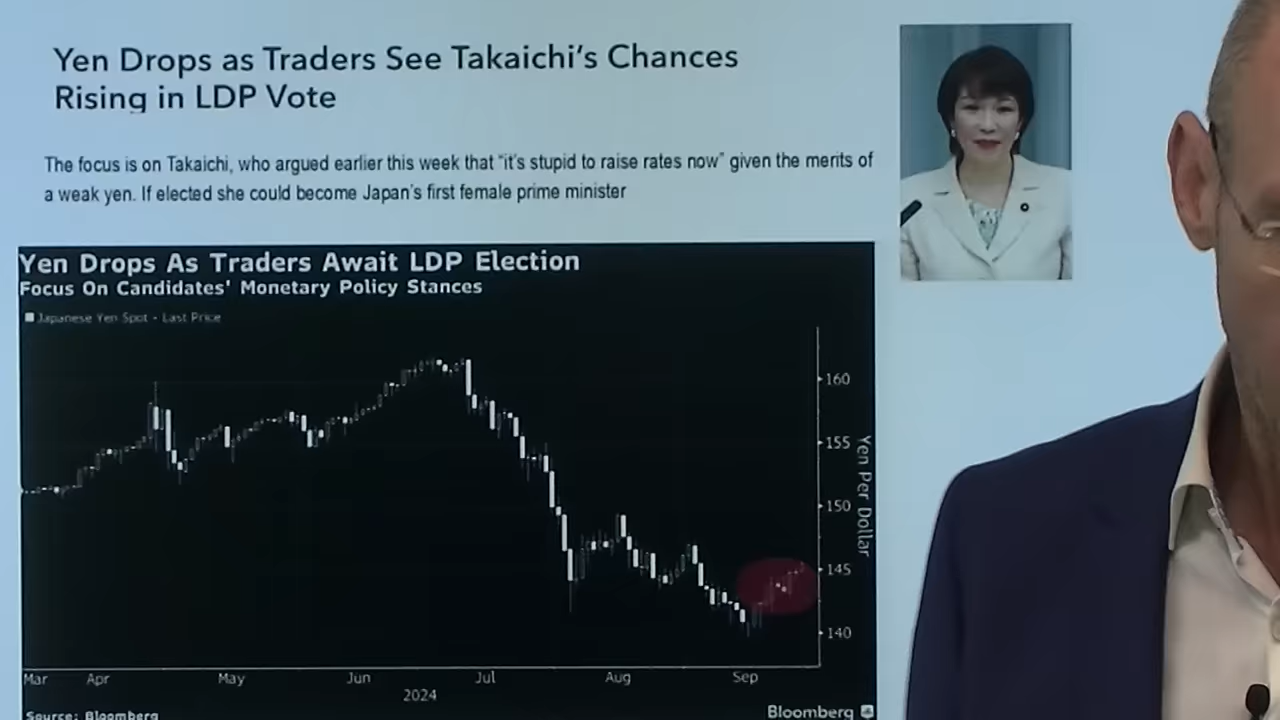 Yen Drops as Traders See Takaichi's Chances
Rising in LDP Vote
The focus is on Takaichi, who argued earlier this week that "it's stupid to raise rates now" given the merits of
a weak yen. If elected she could become Japan's first female prime minister
Yen Drops As Traders Await LDP Election
Focus On Candidates' Monetary Policy Stances
Japanese Yen Spot - Last Price
160
155
150
145
140
Yen Per Dollar
Mar Apr May Jun Jul Aug Sep
2024
Source: Bloomberg
Bloomberg